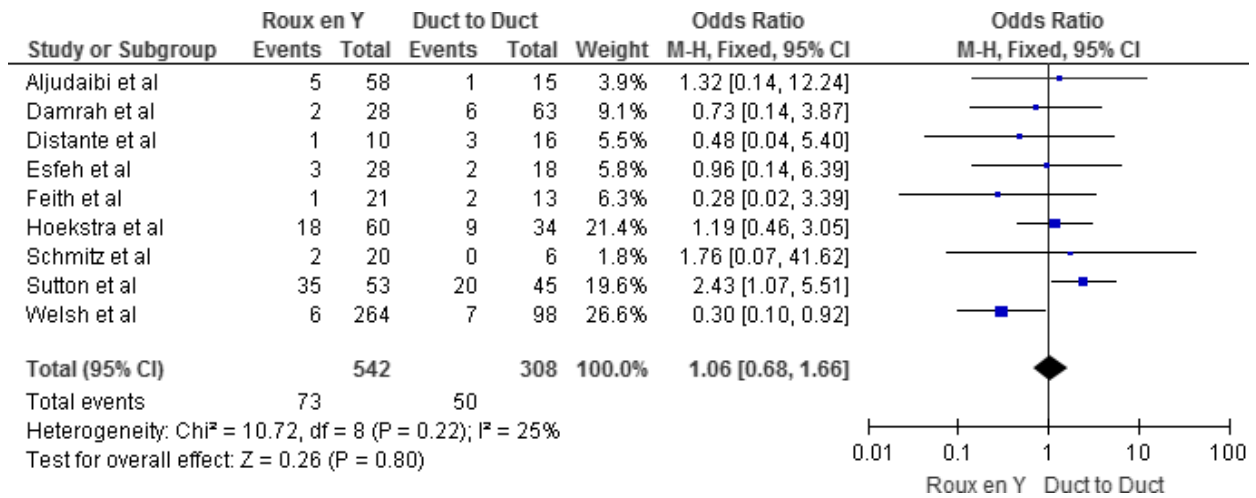 Roux en Y Duct to Duct Odds Ratio Odds Ratio
Study or Subgroup Events Total Events Total Weight M-H, Fixed, 95% CI M-H, Fixed, 95% CI
Aljudaibi et al 5 58 1 15 3.9% 1.32 [0.14, 12.24]
Damrah et al 2 28 6 63 9.1% 0.73 [0.14, 3.87]
Distante et al 1 10 3 16 5.5% 0.48 [0.04, 5.40]
Esfeh et al 3 28 2 18 5.8% 0.96 [0.14, 6.39]
Feith et al 1 21 2 13 6.3% 0.28 [0.02, 3.39]
Hoekstra et al 18 60 9 34 21.4% 1.19 [0.46, 3.05]
Schmitz et al 2 20 0 6 1.8% 1.76 [0.07, 41.62]
Sutton et al 35 53 20 45 19.6% 2.43 [1.07, 5.51]
Welsh et al 6 264 7 98 26.6% 0.30 [0.10, 0.92]
Total (95% CI) 542 308 100.0% 1.06 [0.68, 1.66]
Total events 73 50
Heterogeneity: Chi² = 10.72, df = 8 (P = 0.22); I² = 25%
Test for overall effect: Z = 0.26 (P = 0.80)
0.01 0.1 1 10 100
Roux en Y Duct to Duct